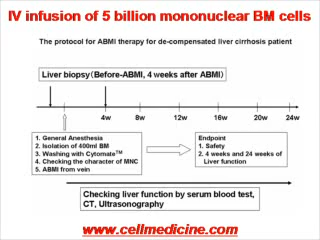 IV infusion of 5 billion mononuclear BM cells
The protocol for ABMI therapy for de-compensated liver cirrhosis patient
Liver biopsy(Before-ABMI, 4 weeks after ABMI)
4w 8w 12w 16w 20w 24w
1. General Anesthesia
2. Isolation of 400ml BM
3. Washing with Cytomate™
4. Checking the character of MNC
5. ABMI from vein
Endpoint
1. Safety
2. 4 weeks and 24 weeks of
Liver function
Checking liver function by serum blood test,
CT, Ultrasonography
www.cellmedicine.com